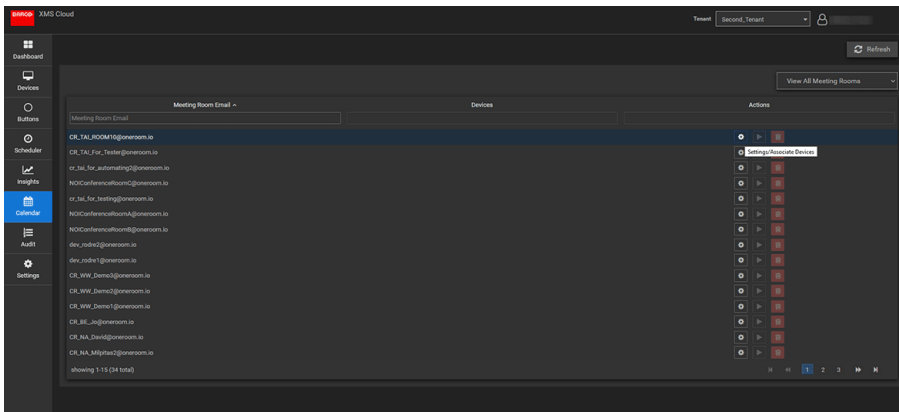 BARCO XMS Cloud
Tenant Second_Tenant
Refresh
Dashboard
Devices
Buttons
Scheduler
Insights
Calendar
Audit
Settings
View All Meeting Rooms
Meeting Room Email Devices Actions
Meeting Room Email
CR_TAI_ROOM10@oneroom.io
CR_TAI_For_Tester@oneroom.io
Settings/Associate Devices
cr_tai_for_automating2@oneroom.io
NOIConferenceRoomC@oneroom.io
cr_tai_for_testing@oneroom.io
NOIConferenceRoomA@oneroom.io
NOIConferenceRoomB@oneroom.io
dev_rodre2@oneroom.io
dev_rodre1@oneroom.io
CR_WW_Demo3@oneroom.io
CR_WW_Demo2@oneroom.io
CR_WW_Demo1@oneroom.io
CR_BE_Jo@oneroom.io
CR_NA_David@oneroom.io
CR_NA_Milpitas2@oneroom.io
showing 1-15 (34 total)
1 2 3